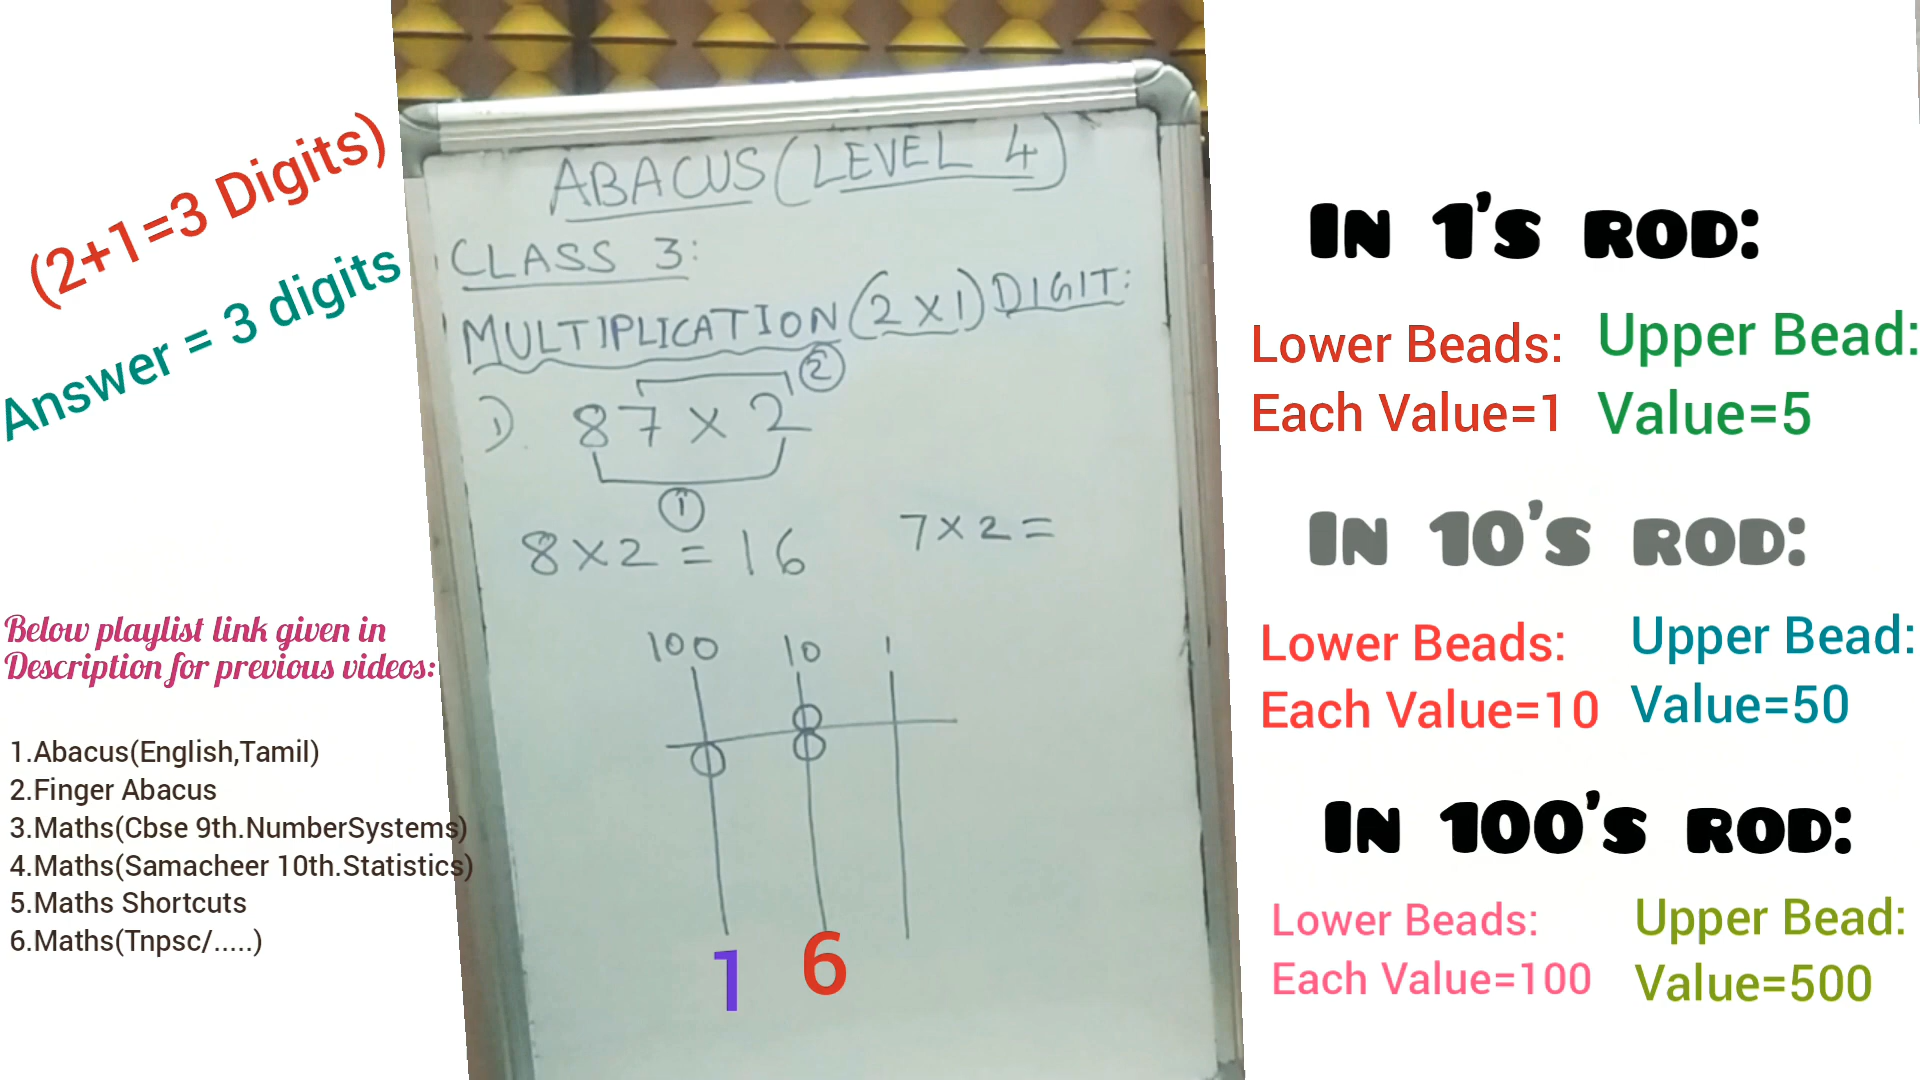 (2+1=3 Digits)
Answer = 3 digits
Below playlist link given in
Description for previous videos:
1.Abacus(English,Tamil)
2.Finger Abacus
3.Maths(Cbse 9th.NumberSystems)
4.Maths(Samacheer 10th.Statistics)
5.Maths Shortcuts
6.Maths(Tnpsc/.....)
ABACUS (LEVEL 4)
CLASS 3:
MULTIPLICATION (2 X 1) DIGIT:
2
1). 87 × 2
1
8 × 2 = 16
7 × 2 =
100 10 1
1 6
In 1's rod:
Lower Beads: Upper Bead:
Each Value=1 Value=5
In 10's rod:
Lower Beads: Upper Bead:
Each Value=10 Value=50
In 100's rod:
Lower Beads: Upper Bead:
Each Value=100 Value=500